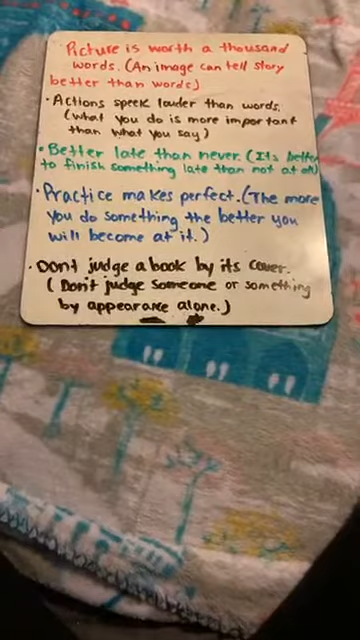 Picture is worth a thousand
words. (An image can tell story
better than words)
• Actions speek louder than words.
(what you do is more important
than what you say)
• Better late than never. (It's better
to finish something late than not at all)
• Practice makes perfect. (The more
you do something the better you
will become at it.)
• Dont judge a book by its cover.
( Don't judge someone or something
by appearance alone.)